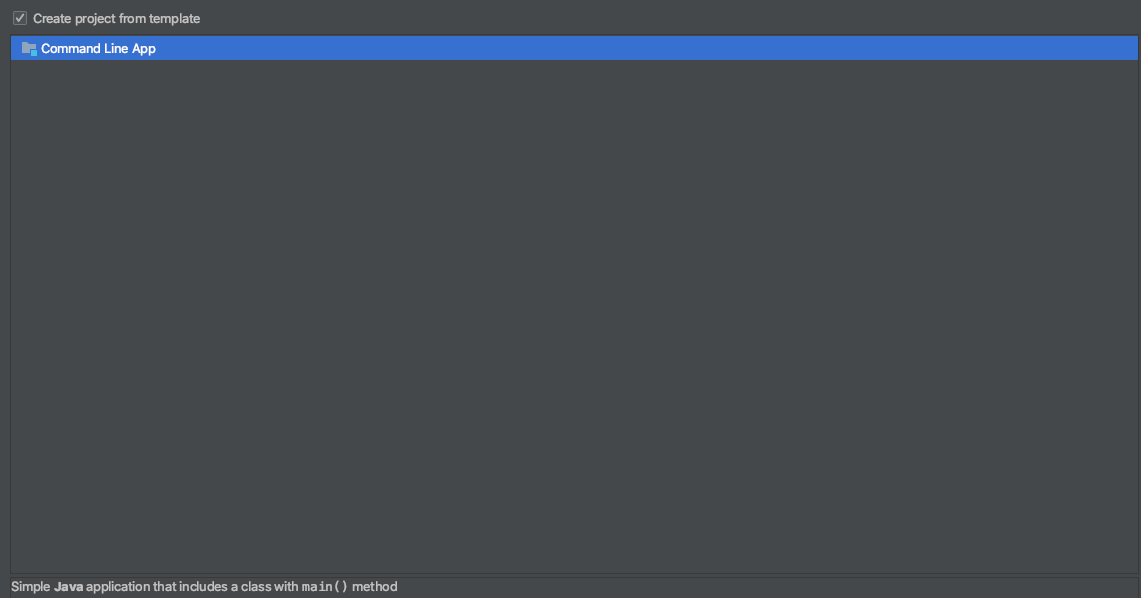 Create project from template
Command Line App
Simple Java application that includes a class with main() method